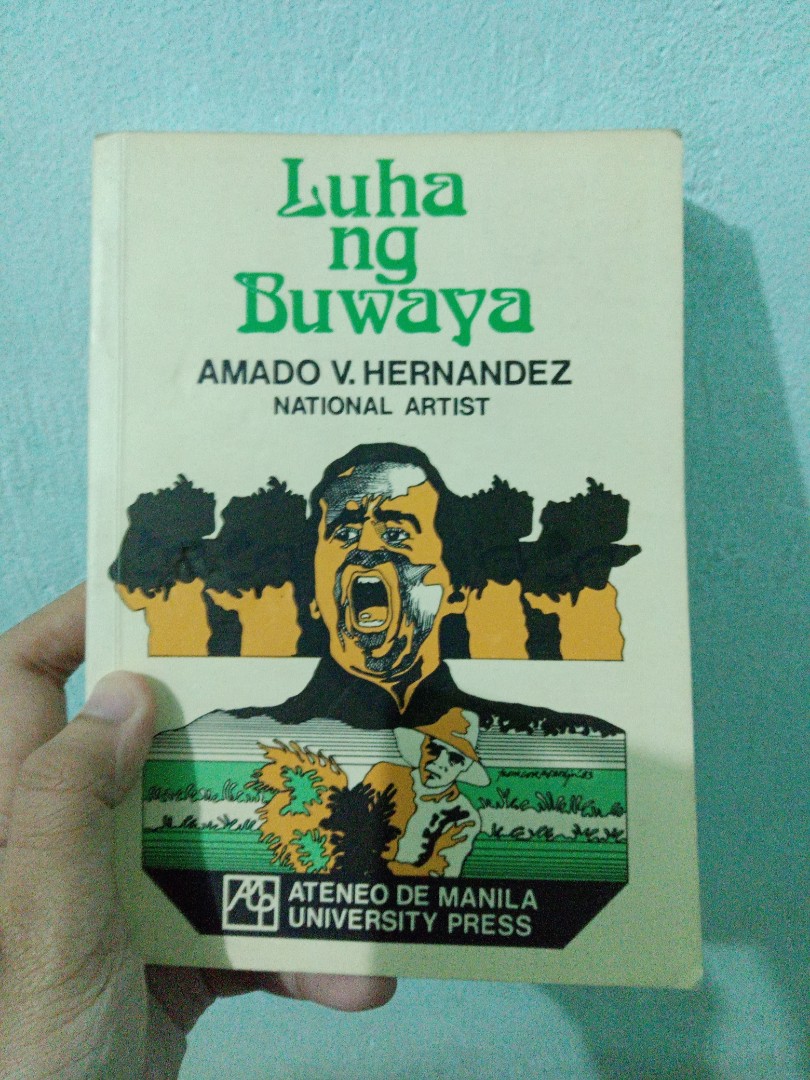 Luha
ng
Buwaya
AMADO V. HERNANDEZ
NATIONAL ARTIST
ATENEO DE MANILA
UNIVERSITY PRESS